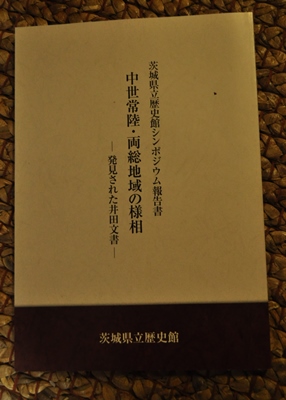 茨城県立歴史館シンポジウム報告書
中世常陸・両総地域の様相
―発見された井田文書―
茨城県立歴史館